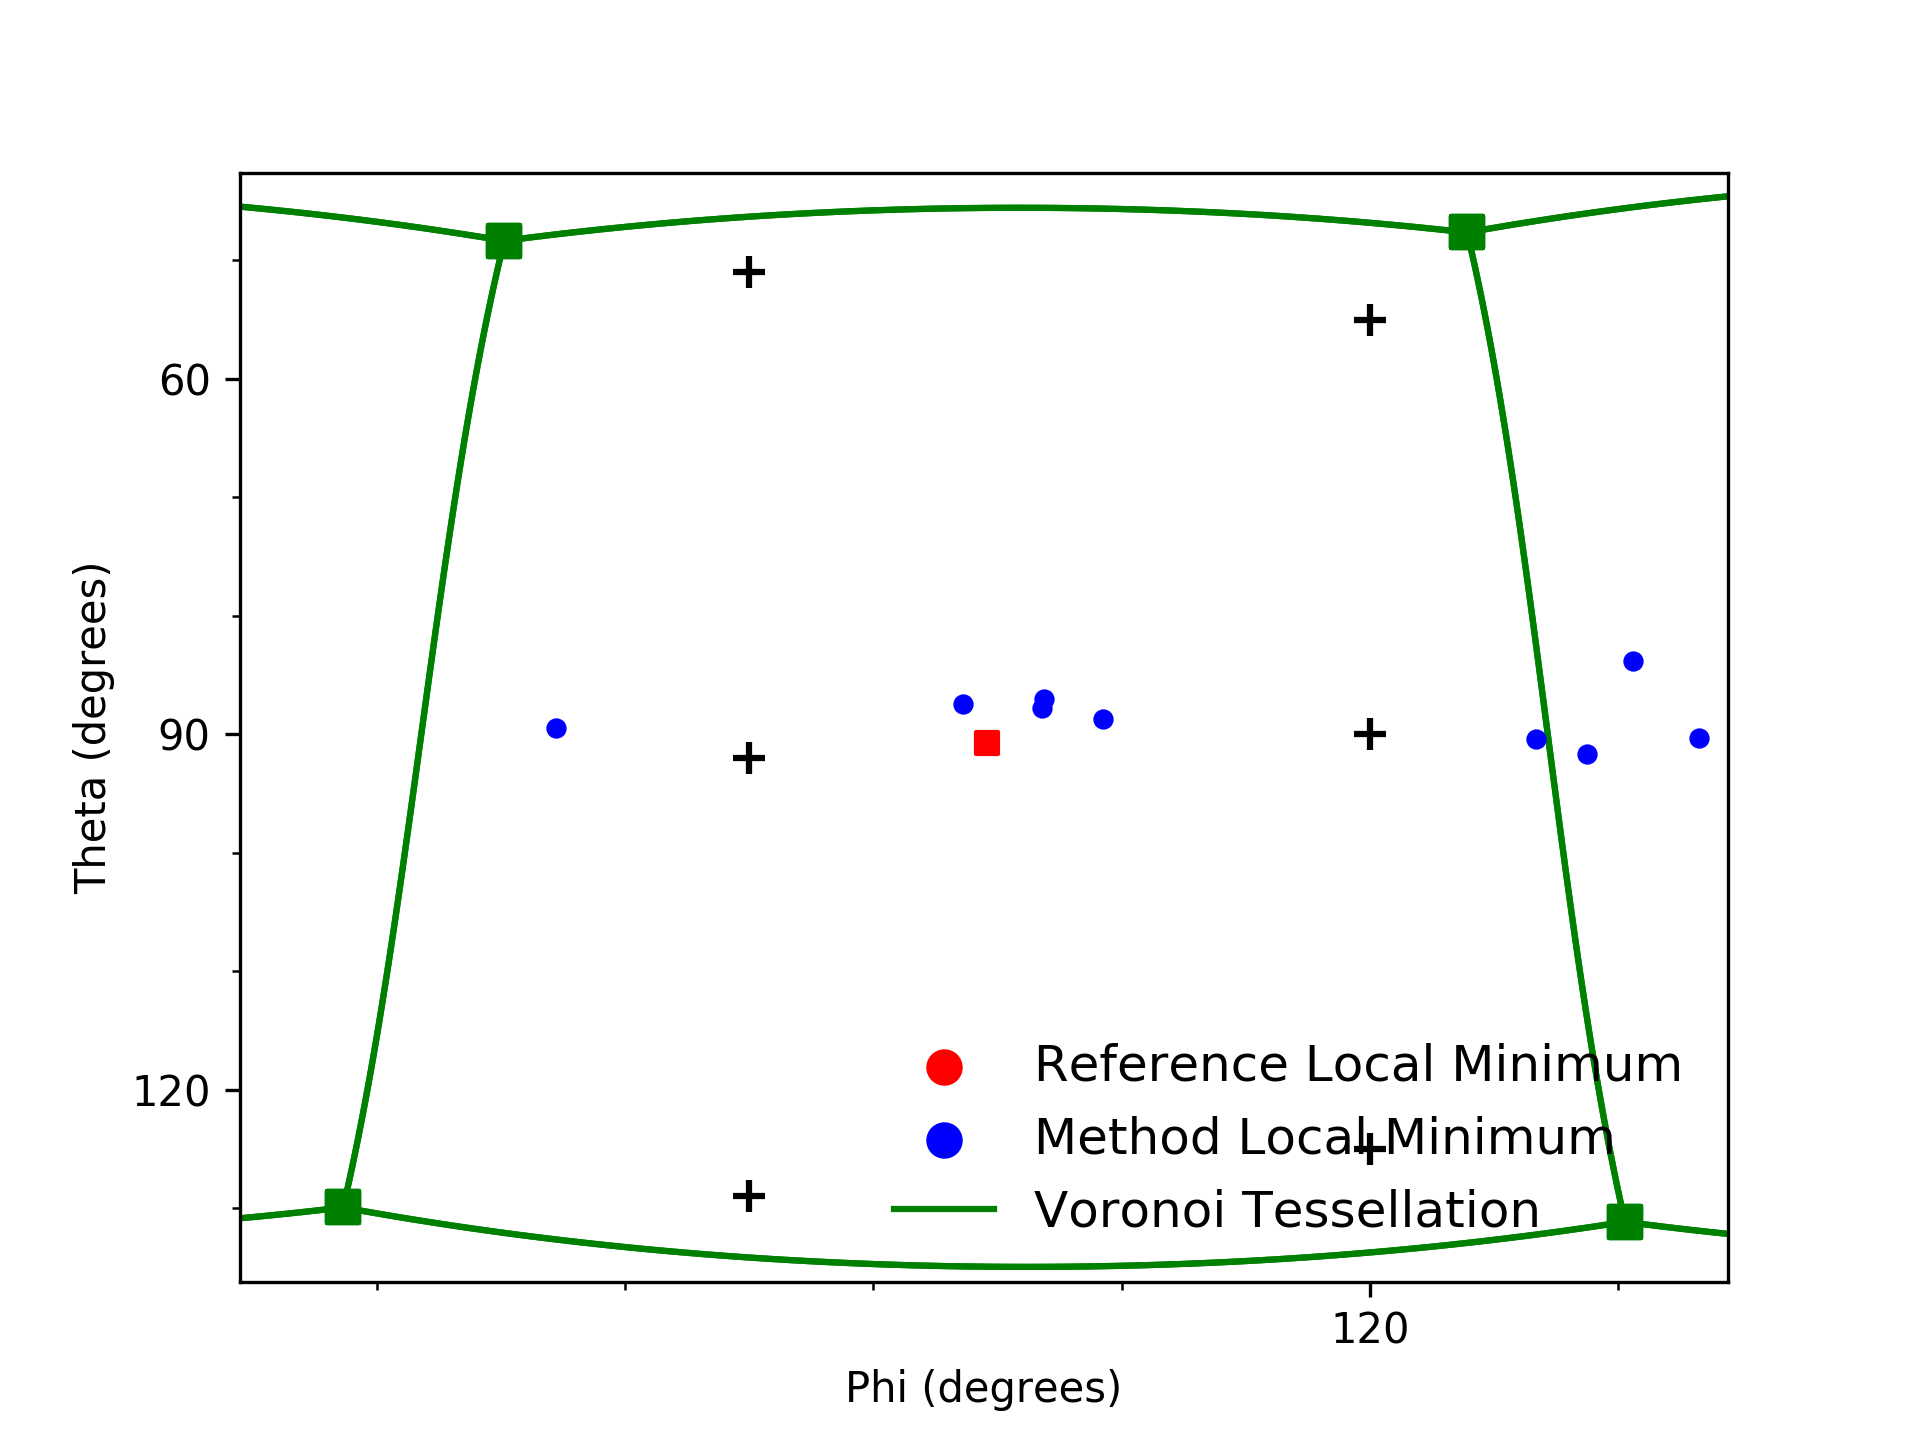 60
90
120
Theta (degrees)
Reference Local Minimum
Method Local Minimum
Voronoi Tessellation
120
Phi (degrees)